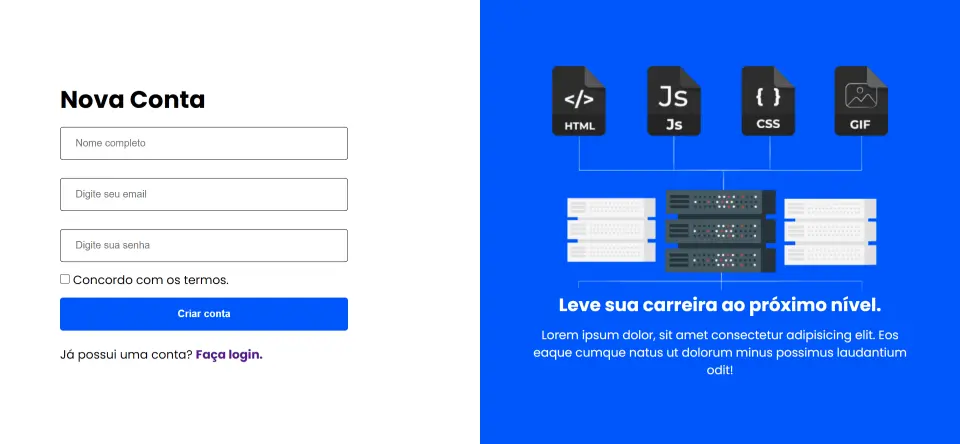 Nova Conta
Nome completo
Digite seu email
Digite sua senha
Concordo com os termos.
Criar conta
Já possui uma conta? Faça login.
</>
Js
{ }
HTML
Js
CSS
GIF
Leve sua carreira ao próximo nível.
Lorem ipsum dolor, sit amet consectetur adipisicing elit. Eos
eaque cumque natus ut dolorum minus possimus laudantium
odit!